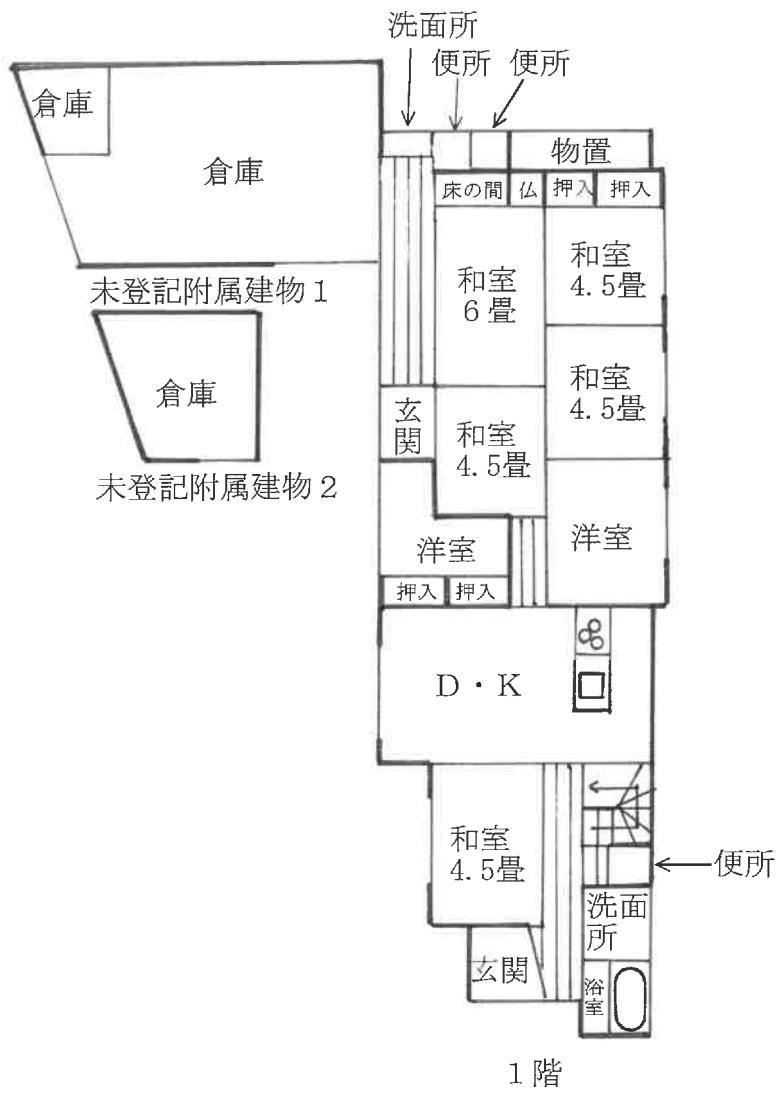 洗面所
便所
便所
倉庫
倉庫
物置
床の間
仏
押入
押入
和室
6畳
和室
4.5畳
未登記附属建物1
倉庫
和室
4.5畳
玄関
和室
4.5畳
未登記附属建物2
洋室
洋室
押入
押入
D・K
和室
4.5畳
便所
洗面所
玄関
浴室
1階